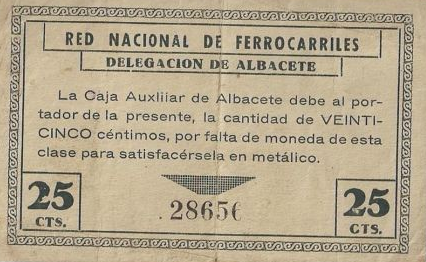 RED NACIONAL DE FERROCARRILES
DELEGACION DE ALBACETE
La Caja Auxliiar de Albacete debe al por-
tador de la presente, la cantidad de VEINTI-
CINCO céntimos, por falta de moneda de esta
clase para satisfacérsela en metálico.
25 CTS.
.28656
25 CTS.